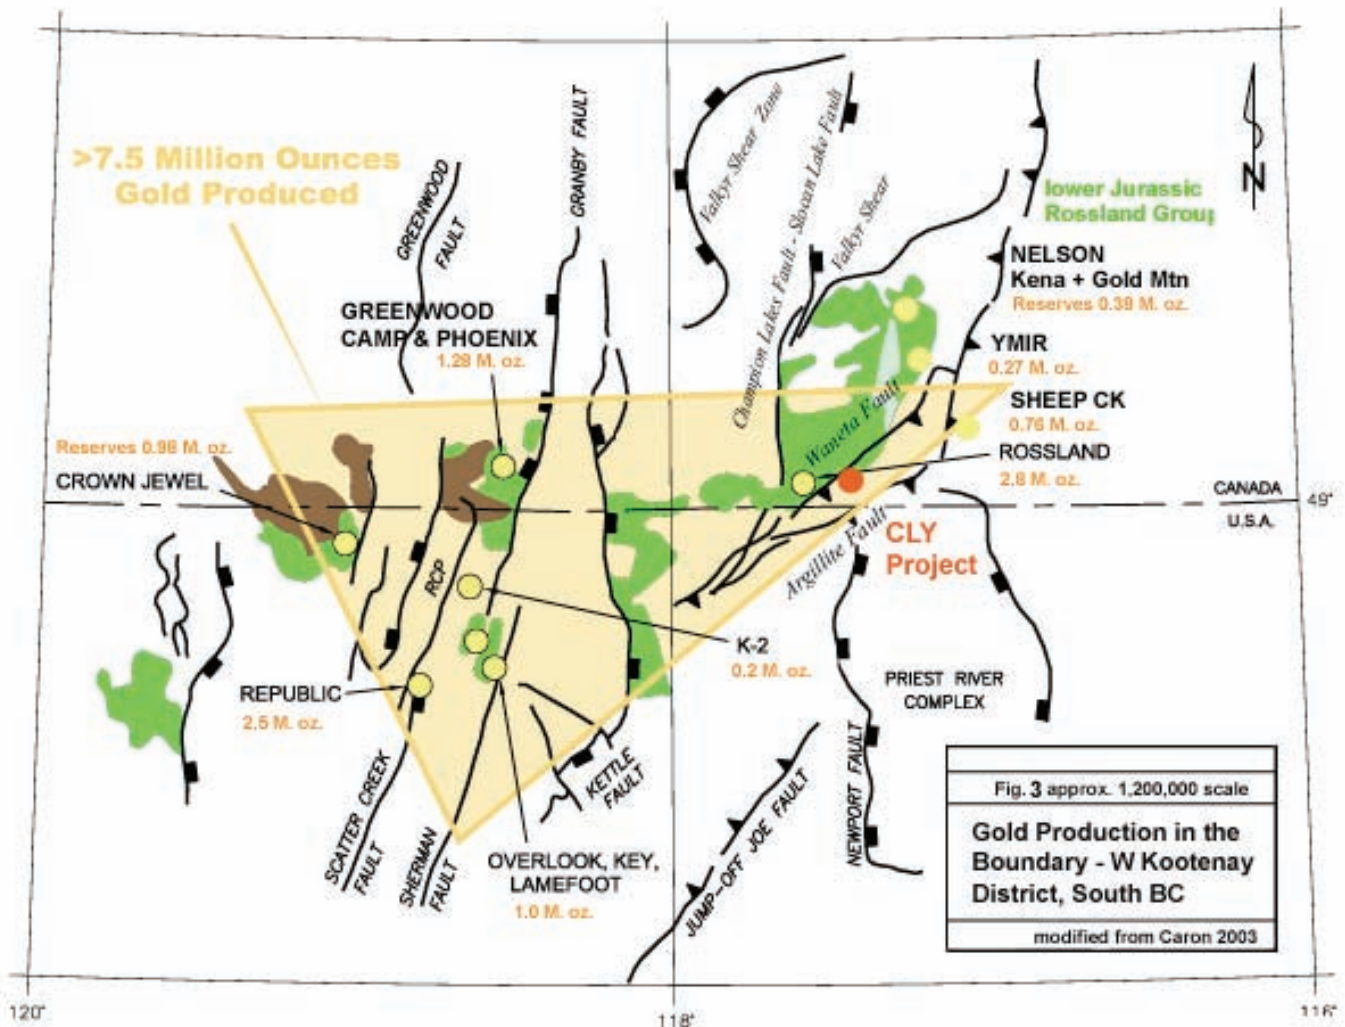 >7.5 Million Ounces
Gold Produced
GREENWOOD
FAULT
GRANBY FAULT
Valkyr Shear Zone
Champion Lakes Fault - Slocan Lake Fault
Valkyr Shear
N
lower Jurassic
Rossland Group
NELSON
Kena + Gold Mtn
Reserves 0.39 M. oz.
GREENWOOD
CAMP & PHOENIX
1.28 M. oz.
YMIR
0.27 M. oz.
SHEEP CK
0.76 M. oz.
Waneta Fault
ROSSLAND
2.8 M. oz.
Reserves 0.98 M. oz.
CROWN JEWEL
CANADA
U.S.A.
49°
CLY
Project
Argillite Fault
RCP
K-2
0.2 M. oz.
REPUBLIC
2.5 M. oz.
PRIEST RIVER
COMPLEX
KETTLE
FAULT
SCATTER CREEK
FAULT
SHERMAN
FAULT
OVERLOOK, KEY,
LAMEFOOT
1.0 M. oz.
JUMP-OFF JOE FAULT
NEWPORT FAULT
Fig. 3 approx. 1,200,000 scale
Gold Production in the
Boundary - W Kootenay
District, South BC
modified from Caron 2003
120°
118°
116°